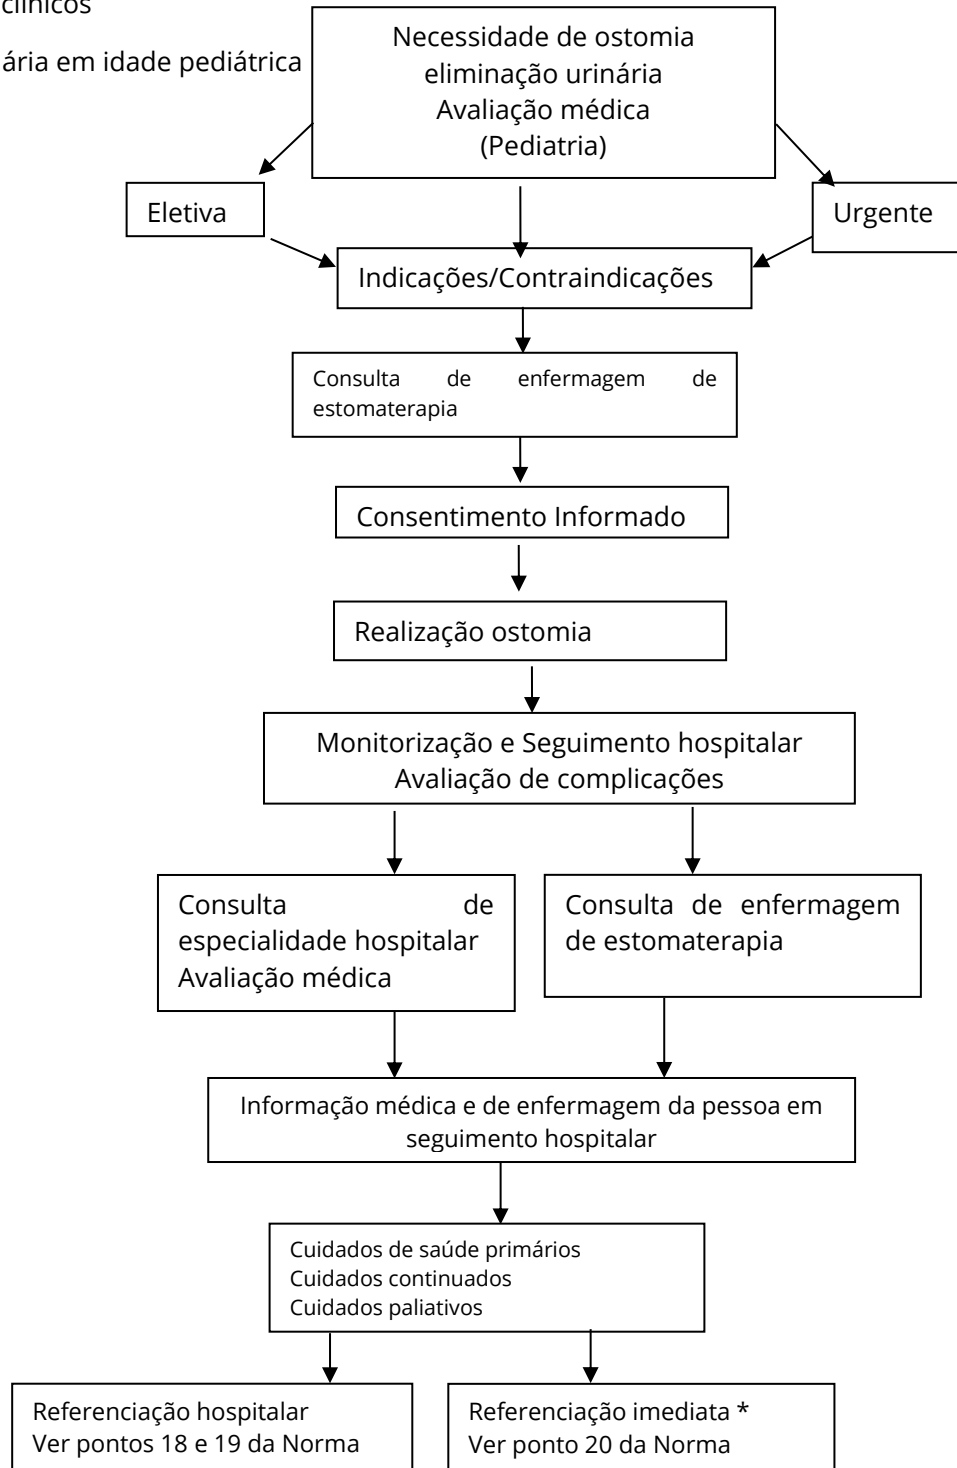 clínicos
ária em idade pediátrica
Necessidade de ostomia
eliminação urinária
Avaliação médica
(Pediatria)
Eletiva
Urgente
Indicações/Contraindicações
Consulta de enfermagem de
estomaterapia
Consentimento Informado
Realização ostomia
Monitorização e Seguimento hospitalar
Avaliação de complicações
Consulta de
especialidade hospitalar
Avaliação médica
Consulta de enfermagem
de estomaterapia
Informação médica e de enfermagem da pessoa em
seguimento hospitalar
Cuidados de saúde primários
Cuidados continuados
Cuidados paliativos
Referenciação hospitalar
Ver pontos 18 e 19 da Norma
Referenciação imediata *
Ver ponto 20 da Norma